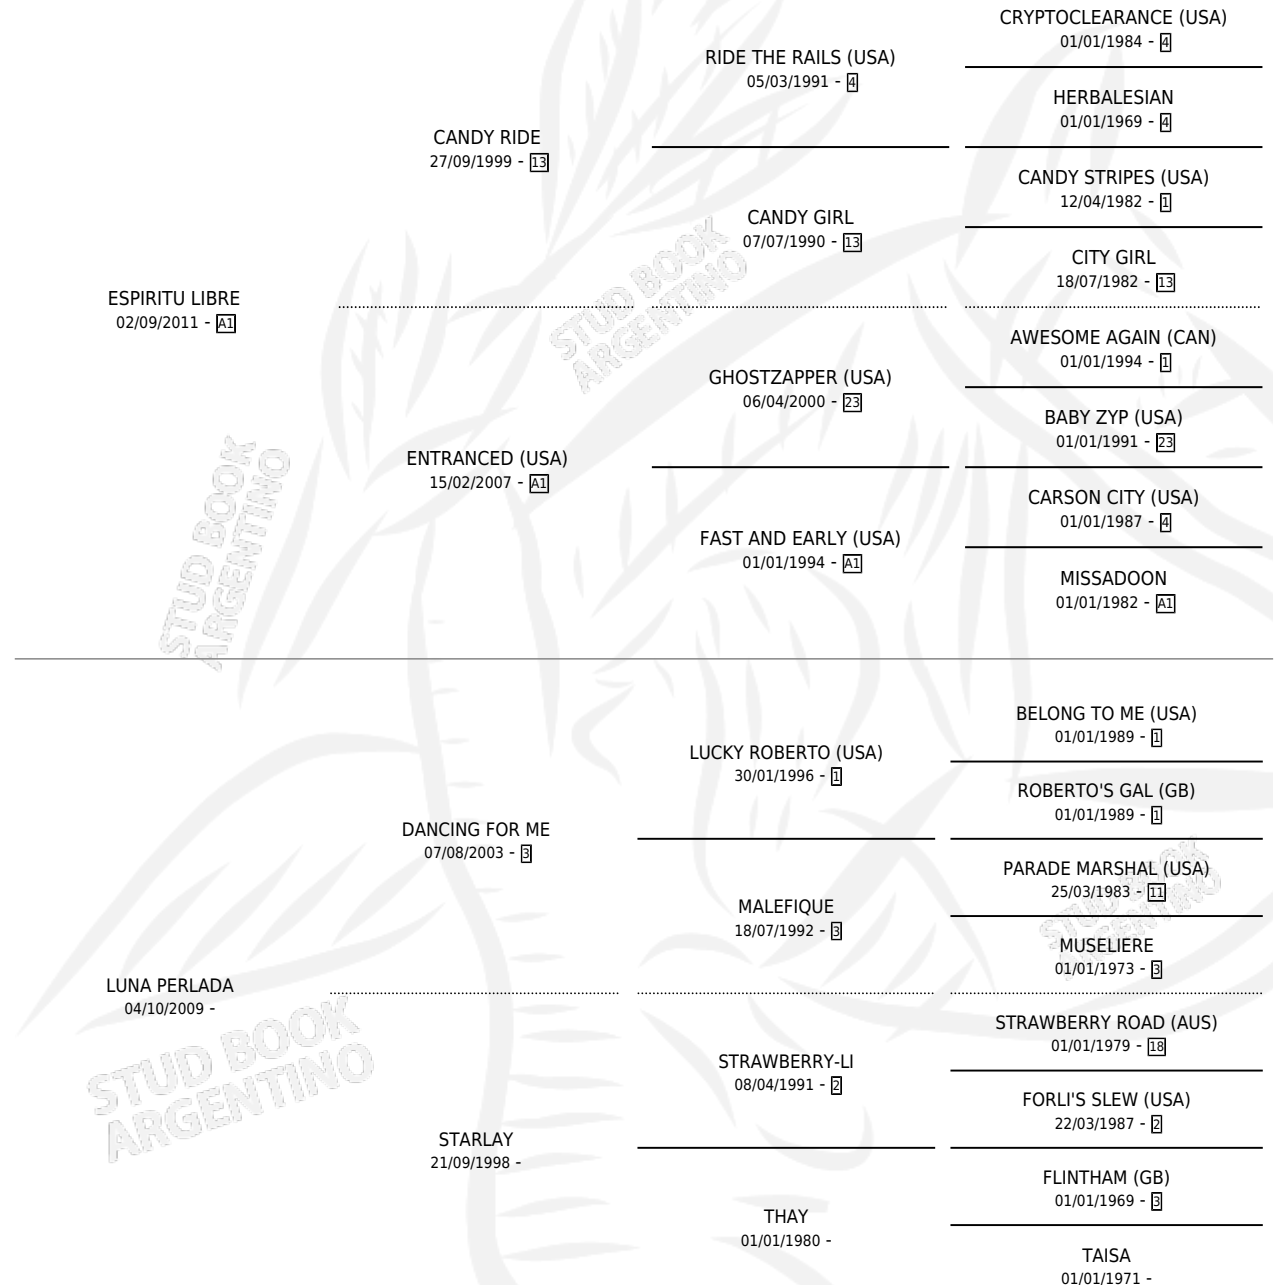 CRYPTOCLEARANCE (USA)
01/01/1984 - 4
RIDE THE RAILS (USA)
05/03/1991 - 4
HERBALESIAN
01/01/1969 - 4
CANDY RIDE
27/09/1999 - 13
CANDY STRIPES (USA)
12/04/1982 - 1
CANDY GIRL
07/07/1990 - 13
CITY GIRL
18/07/1982 - 13
ESPIRITU LIBRE
02/09/2011 - A1
STUD BOOK
ARGENTINO
AWESOME AGAIN (CAN)
01/01/1994 - 1
GHOSTZAPPER (USA)
06/04/2000 - 23
BABY ZYP (USA)
01/01/1991 - 23
ENTRANCED (USA)
15/02/2007 - A1
CARSON CITY (USA)
01/01/1987 - 4
FAST AND EARLY (USA)
01/01/1994 - A1
MISSADOON
01/01/1982 - A1
STUD BOOK
ARGENTINO
BELONG TO ME (USA)
01/01/1989 - 1
LUCKY ROBERTO (USA)
30/01/1996 - 1
ROBERTO'S GAL (GB)
01/01/1989 - 1
DANCING FOR ME
07/08/2003 - 3
PARADE MARSHAL (USA)
25/03/1983 - 11
MALEFIQUE
18/07/1992 - 3
MUSELIERE
01/01/1973 - 3
STUD BOOK
ARGENTINO
LUNA PERLADA
04/10/2009 -
STRAWBERRY ROAD (AUS)
01/01/1979 - 18
STRAWBERRY-LI
08/04/1991 - 2
FORLI'S SLEW (USA)
22/03/1987 - 2
STUD BOOK
ARGENTINO
STARLAY
21/09/1998 -
FLINTHAM (GB)
01/01/1969 - 3
THAY
01/01/1980 -
TAISA
01/01/1971 -